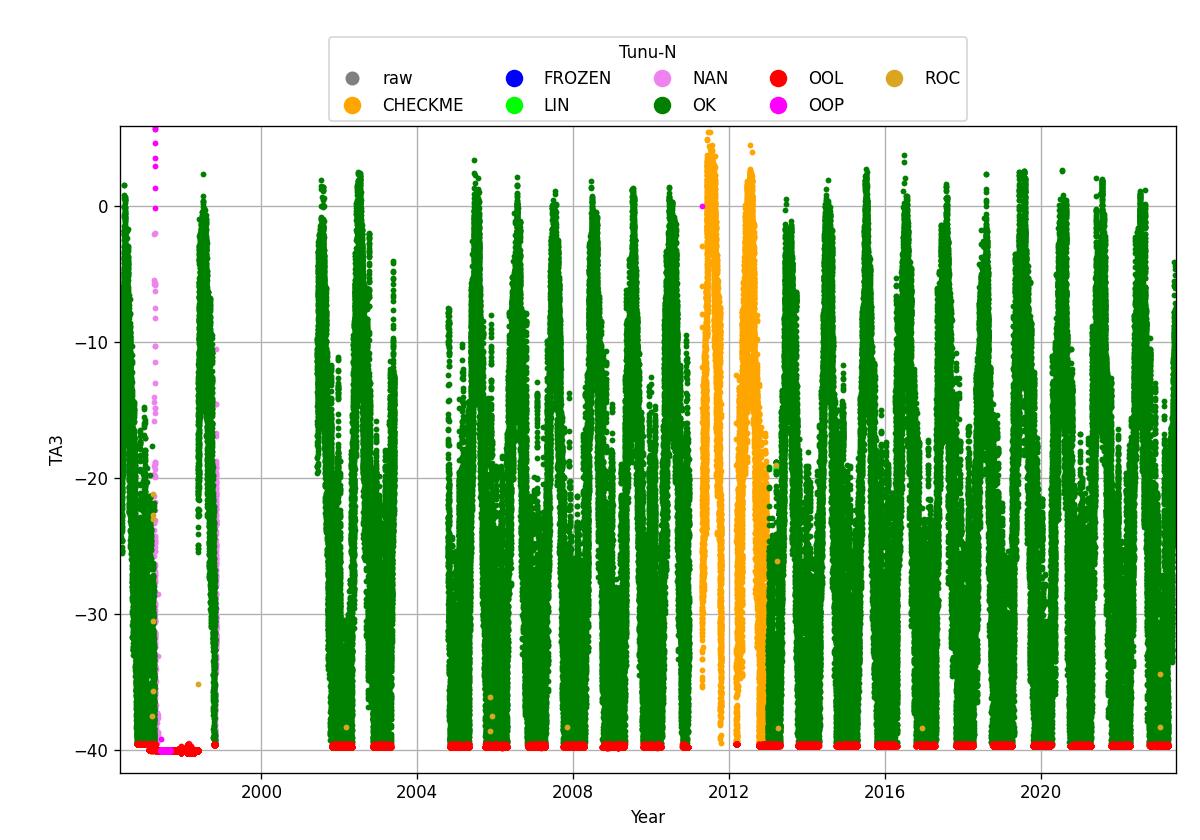 Tunu-N
raw FROZEN NAN OOL ROC
CHECKME LIN OK OOP
TA3
0
−10
−20
−30
−40
2000 2004 2008 2012 2016 2020
Year